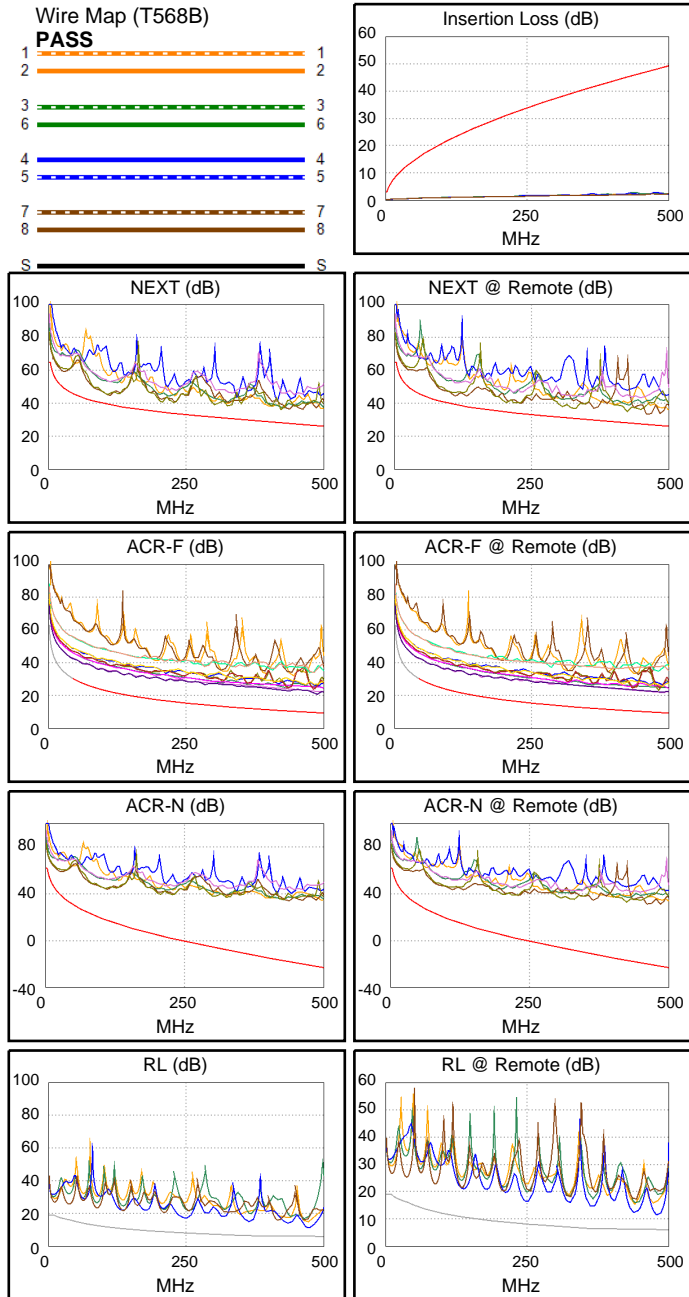 Wire Map (T568B)
PASS
1 1
2 2
3 3
6 6
4 4
5 5
7 7
8 8
S S
Insertion Loss (dB)
60
50
40
30
20
10
0
0 250 500
MHz
NEXT (dB)
100
80
60
40
20
0
0 250 500
MHz
NEXT @ Remote (dB)
100
80
60
40
20
0
0 250 500
MHz
ACR-F (dB)
100
80
60
40
20
0
0 250 500
MHz
ACR-F @ Remote (dB)
100
80
60
40
20
0
0 250 500
MHz
ACR-N (dB)
80
40
0
-40
0 250 500
MHz
ACR-N @ Remote (dB)
80
40
0
-40
0 250 500
MHz
RL (dB)
100
80
60
40
20
0
0 250 500
MHz
RL @ Remote (dB)
60
50
40
30
20
10
0
0 250 500
MHz